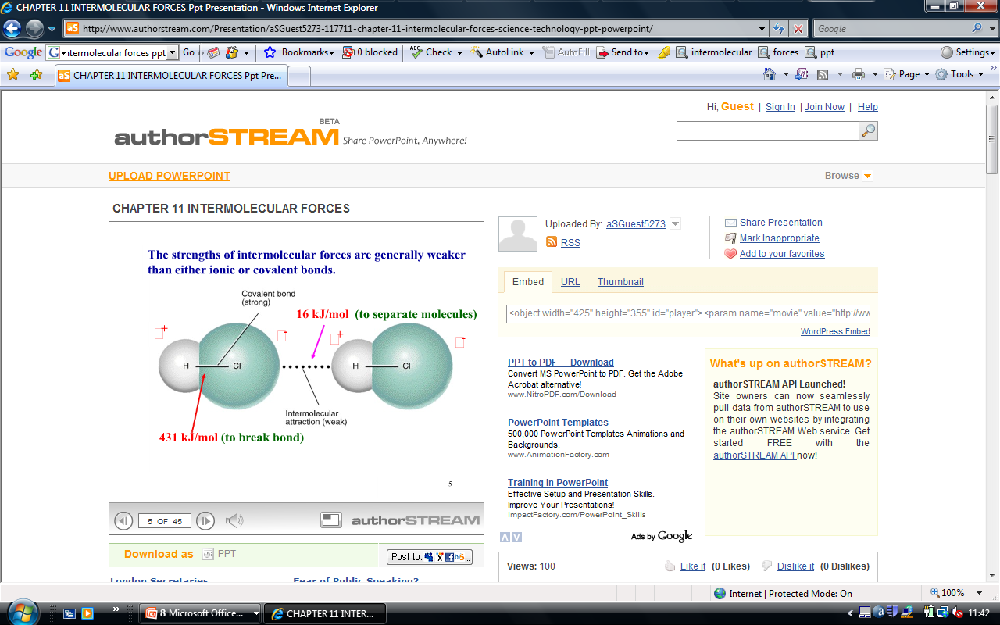 CHAPTER 11 INTERMOLECULAR FORCES Ppt Presentation - Windows Internet Explorer
http://www.authorstream.com/Presentation/aSGuest5273-117711-chapter-11-intermolecular-forces-science-technology-ppt-powerpoint/
Google
Google termolecular forces ppt Go Bookmarks 0 blocked Check AutoLink AutoFill Send to intermolecular forces ppt Settings
CHAPTER 11 INTERMOLECULAR FORCES Ppt Pre... Page Tools
Hi, Guest | Sign In | Join Now | Help
BETA
authorSTREAM Share PowerPoint, Anywhere!
UPLOAD POWERPOINT Browse
CHAPTER 11 INTERMOLECULAR FORCES
The strengths of intermolecular forces are generally weaker
than either ionic or covalent bonds.
Covalent bond
(strong)
16 kJ/mol (to separate molecules)
+ - + -
H Cl H Cl
Intermolecular
attraction (weak)
431 kJ/mol (to break bond)
5
5 OF 45 authorSTREAM
Download as PPT Post to:
London Secretaries Fear of Public Speaking?
Uploaded By: aSGuest5273
RSS
Share Presentation
Mark Inappropriate
Add to your favorites
Embed URL Thumbnail
<object width="425" height="355" id="player"><param name="movie" value="http://ww
WordPress Embed
PPT to PDF — Download
Convert MS PowerPoint to PDF. Get the Adobe
Acrobat alternative!
www.NitroPDF.com/Download
PowerPoint Templates
500,000 PowerPoint Templates Animations and
Backgrounds.
www.AnimationFactory.com
Training in PowerPoint
Effective Setup and Presentation Skills.
Improve Your Presentations!
ImpactFactory.com/PowerPoint_Skills
Ads by Google
What's up on authorSTREAM?
authorSTREAM API Launched!
Site owners can now seamlessly
pull data from authorSTREAM to use
on their own websites by integrating
the authorSTREAM Web service. Get
started FREE with the
authorSTREAM API now!
Views: 100 Like it (0 Likes) Dislike it (0 Dislikes)
Internet | Protected Mode: On 100%
8 Microsoft Office... CHAPTER 11 INTER... 11:42